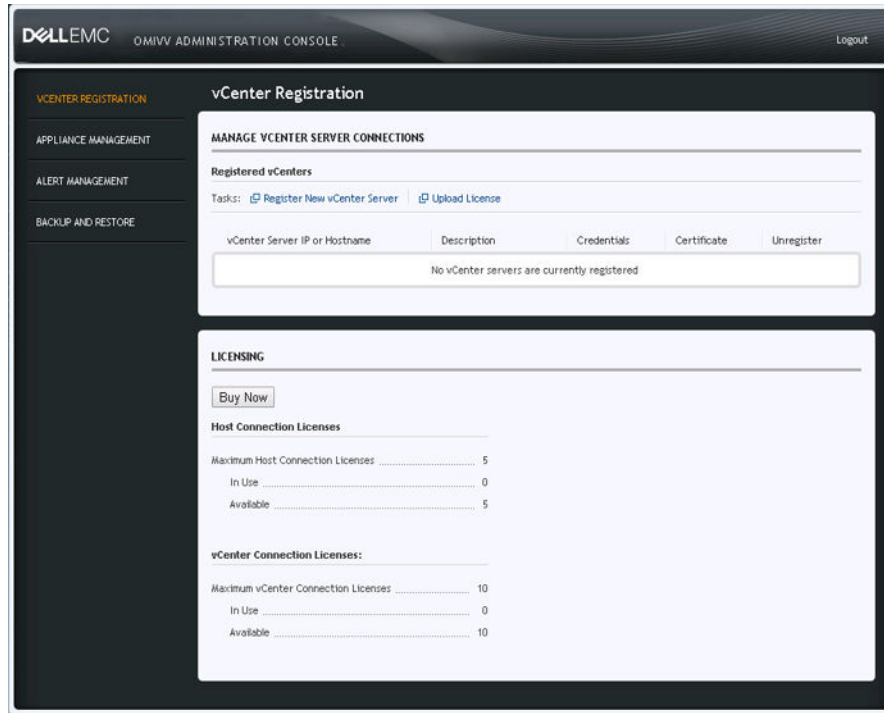 DELLEMC OMIVV ADMINISTRATION CONSOLE
Logout
VCENTER REGISTRATION
APPLIANCE MANAGEMENT
ALERT MANAGEMENT
BACKUP AND RESTORE
vCenter Registration
MANAGE VCENTER SERVER CONNECTIONS
Registered vCenters
Tasks: Register New vCenter Server Upload License
vCenter Server IP or Hostname Description Credentials Certificate Unregister
No vCenter servers are currently registered
LICENSING
Buy Now
Host Connection Licenses
Maximum Host Connection Licenses 5
In Use 0
Available 5
vCenter Connection Licenses:
Maximum vCenter Connection Licenses 10
In Use 0
Available 10